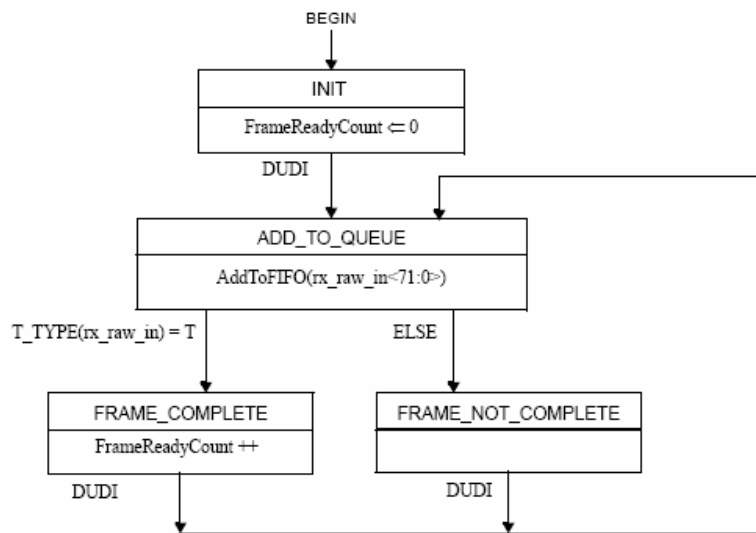 BEGIN
INIT
FrameReadyCount ⇐ 0
DUDI
ADD_TO_QUEUE
AddToFIFO(rx_raw_in<71:0>)
T_TYPE(rx_raw_in) = T
ELSE
FRAME_COMPLETE
FrameReadyCount ++
DUDI
FRAME_NOT_COMPLETE
DUDI